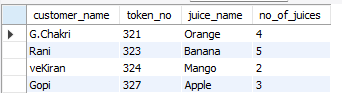 customer_name token_no juice_name no_of_juices
G.Chakri 321 Orange 4
Rani 323 Banana 5
veKiran 324 Mango 2
Gopi 327 Apple 3